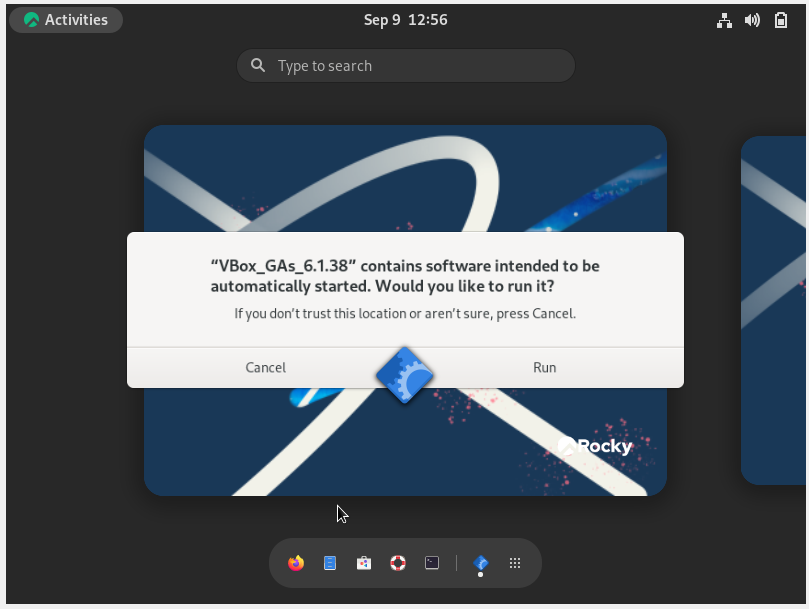 Activities
Sep 9 12:56
Type to search
“VBox_GAs_6.1.38” contains software intended to be
automatically started. Would you like to run it?
If you don’t trust this location or aren’t sure, press Cancel.
Cancel
Run
Rocky